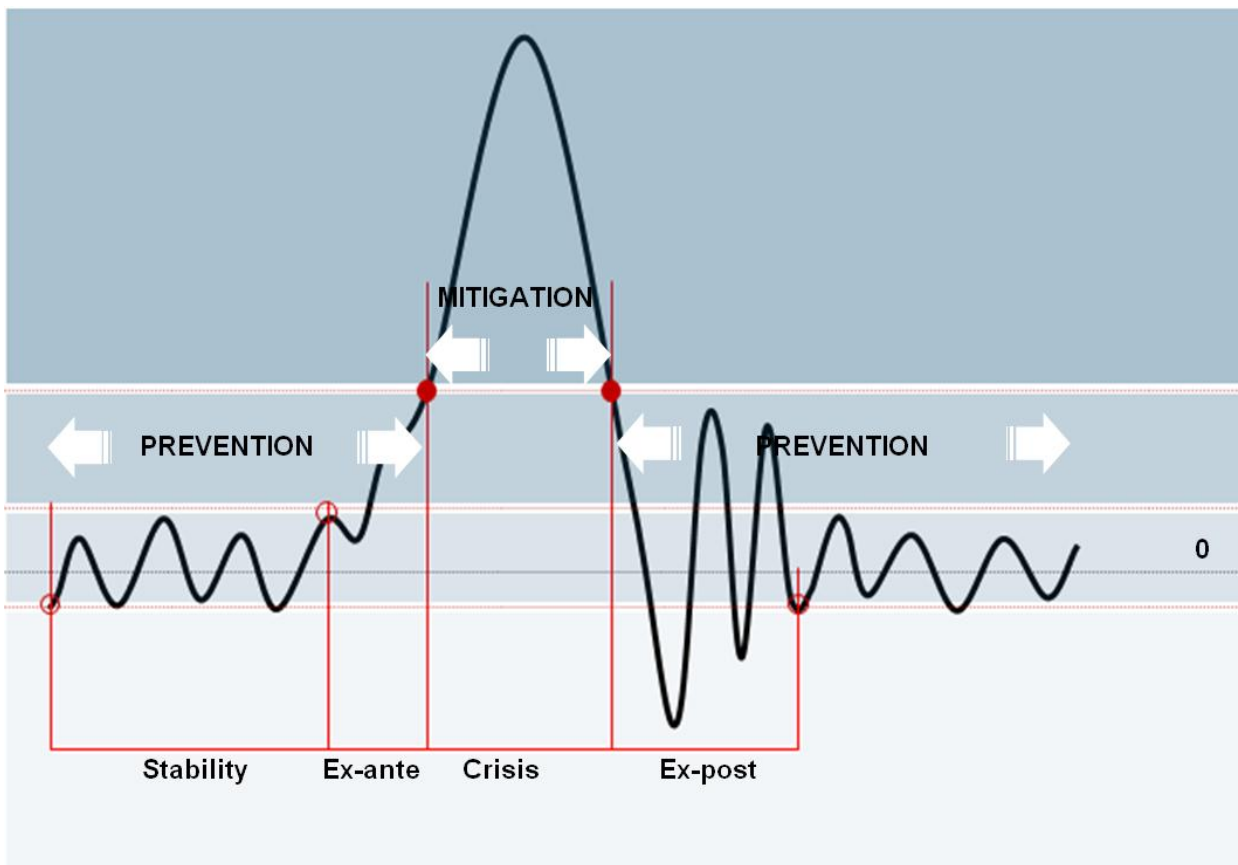 MITIGATION
PREVENTION
PREVENTION
0
Stability
Ex-ante
Crisis
Ex-post